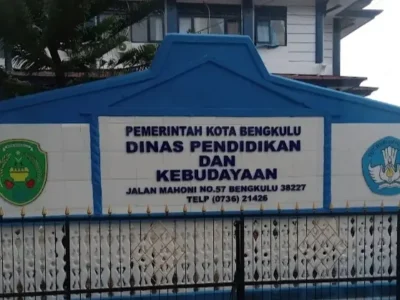 PEMERINTAH KOTA BENGKULU
DINAS PENDIDIKAN
DAN
KEBUDAYAAN
JALAN MAHONI NO.57 BENGKULU 38227
TELP (0736) 21426